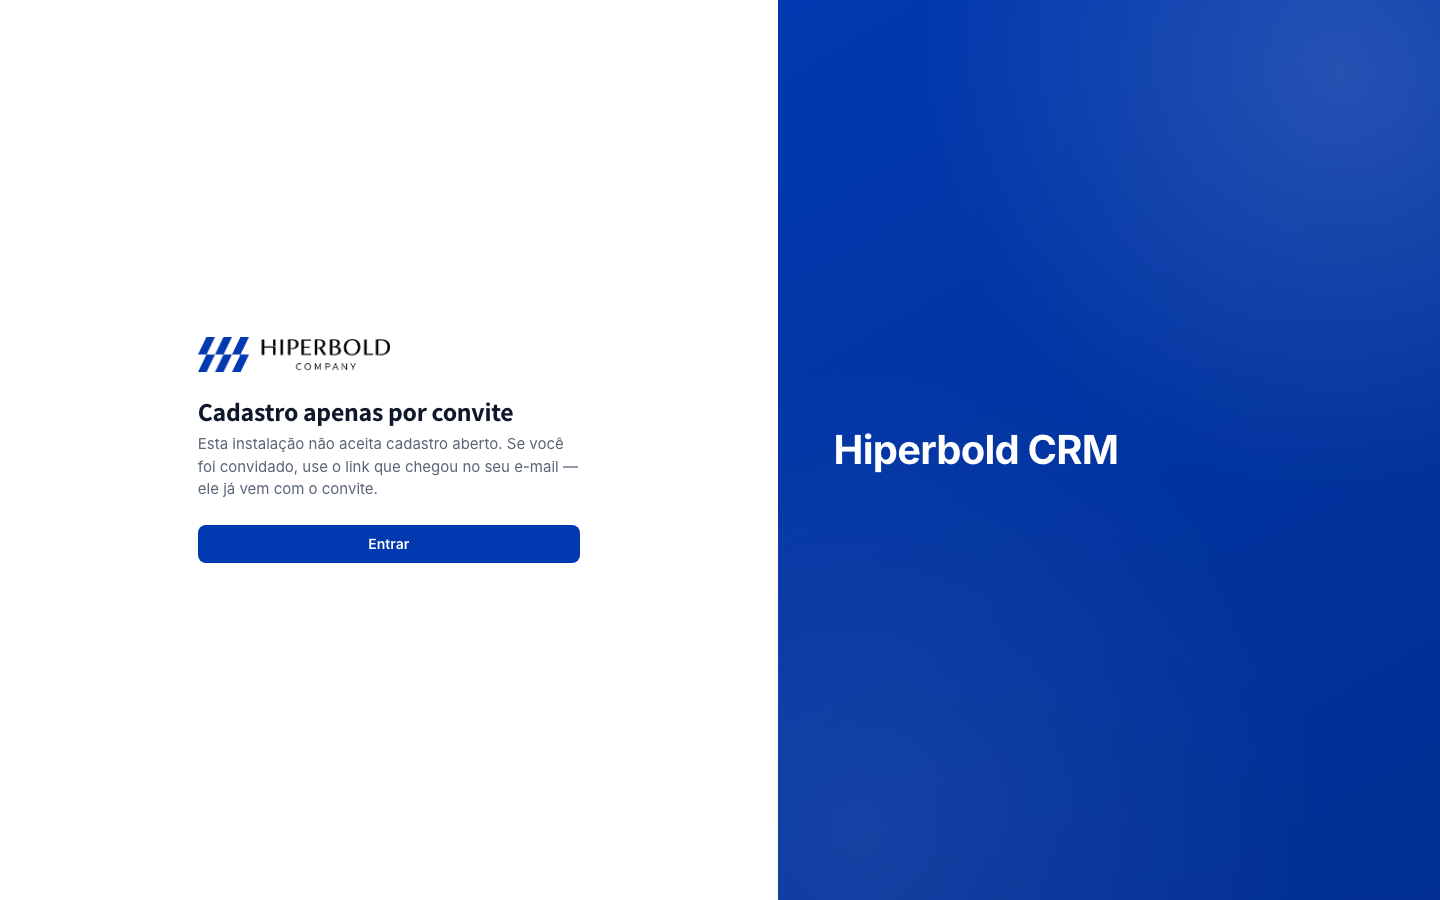 HIPERBOLD
COMPANY
Cadastro apenas por convite
Esta instalação não aceita cadastro aberto. Se você
foi convidado, use o link que chegou no seu e-mail —
ele já vem com o convite.
Entrar
Hiperbold CRM